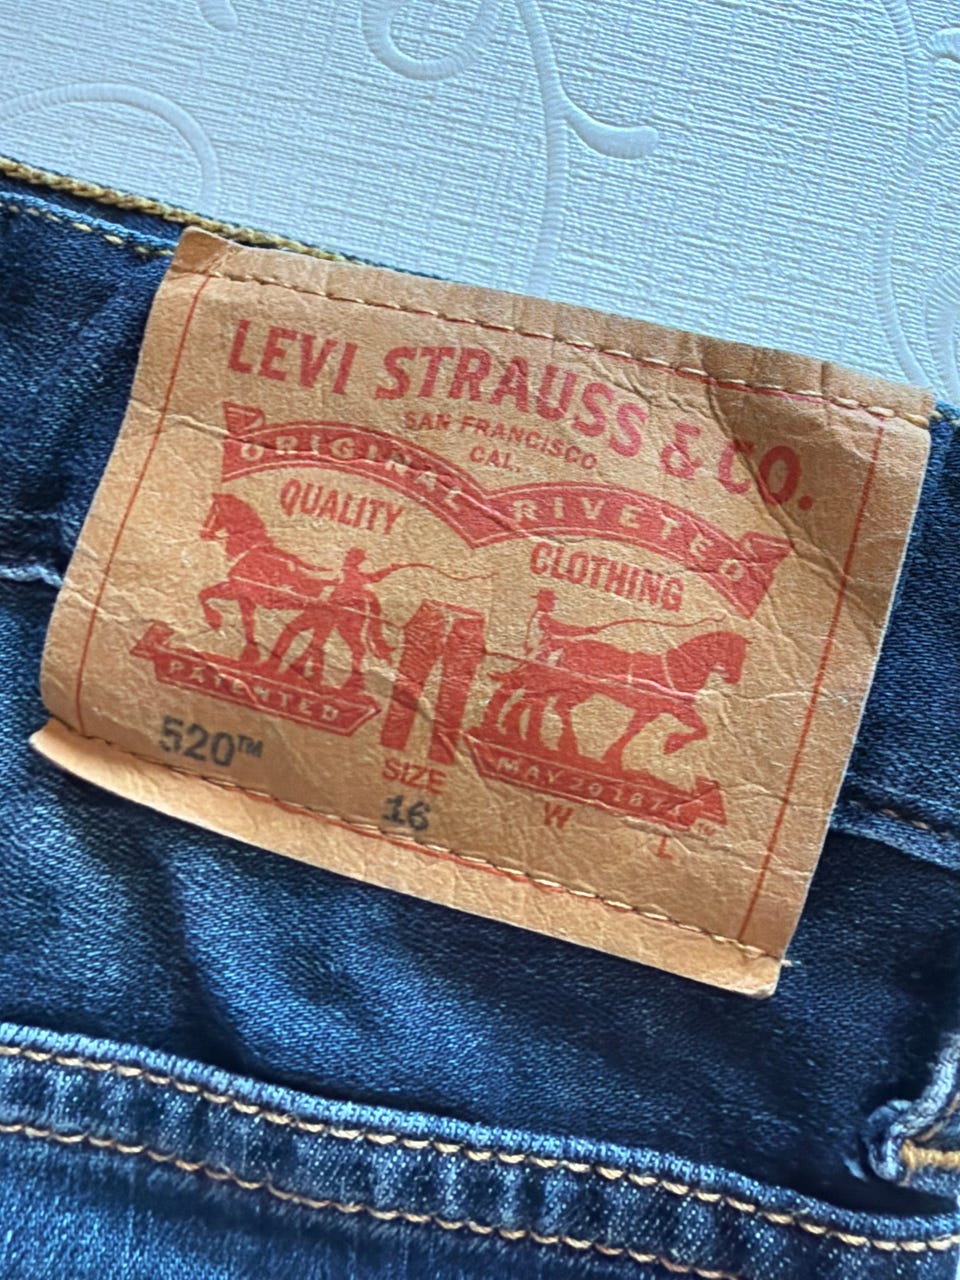 LEVI STRAUSS & CO.
SAN FRANCISCO
CAL.
ORIGINAL RIVETED
QUALITY CLOTHING
PATENTED
MAY 20 1873
520™
SIZE W L
16